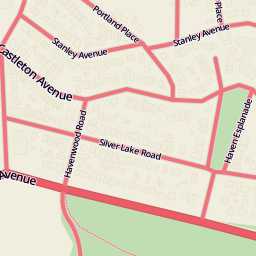 Portland Place
Place
Stanley Avenue
Stanley Avenue
Castleton Avenue
Havenwood Road
Silver Lake Road
Haven Esplanade
Avenue